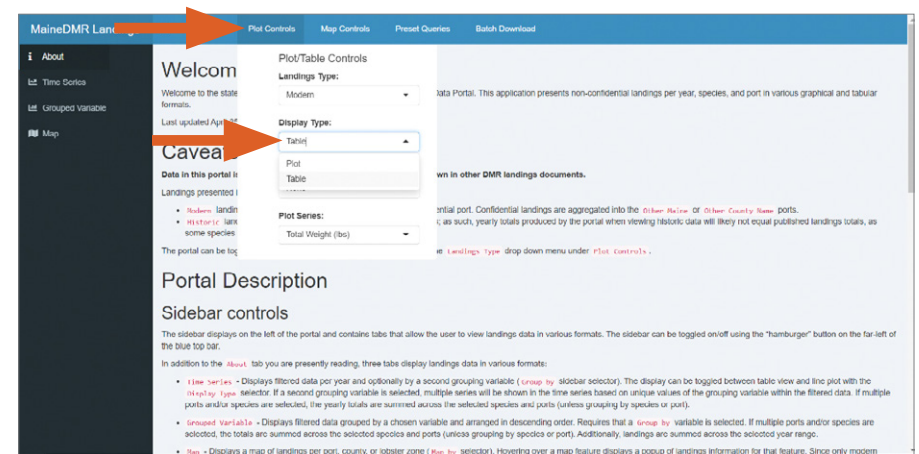 MaineDMR Landings
Plot Controls
Map Controls
Preset Queries
Batch Download
About
Time Series
Grouped Variable
Map
Plot/Table Controls
Landings Type:
Modern
Display Type:
Table
Plot
Table
Plot Series:
Total Weight (lbs)
Welcom
Welcome to the state Data Portal. This application presents non-confidential landings per year, species, and port in various graphical and tabular
formats.
Last updated Apr
Caveat
Data in this portal i wn in other DMR landings documents.
Landings presented
Modern landin ential port. Confidential landings are aggregated into the Other Maine or Other County Name ports.
Historic lan ; as such, yearly totals produced by the portal when viewing historic data will likely not equal published landings totals, as
some species
The portal can be tog e Landings Type drop down menu under Plot Controls.
Portal Description
Sidebar controls
The sidebar displays on the left of the portal and contains tabs that allow the user to view landings data in various formats. The sidebar can be toggled on/off using the "hamburger" button on the far-left of
the blue top bar.
In addition to the About tab you are presently reading, three tabs display landings data in various formats:
Time Series - Displays filtered data per year and optionally by a second grouping variable (Group by sidebar selector). The display can be toggled between table view and line plot with the
Display Type selector. If a second grouping variable is selected, multiple series will be shown in the time series based on unique values of the grouping variable within the filtered data. If multiple
ports and/or species are selected, the yearly totals are summed across the selected species and ports (unless grouping by species or port).
Grouped Variable - Displays filtered data grouped by a chosen variable and arranged in descending order. Requires that a Group by variable is selected. If multiple ports and/or species are
selected, the totals are summed across the selected species and ports (unless grouping by species or port). Additionally, landings are summed across the selected year range.
Map - Displays a map of landings per port, county, or lobster zone (Map by selector). Hovering over a map feature displays a popup of landings information for that feature. Since only modern